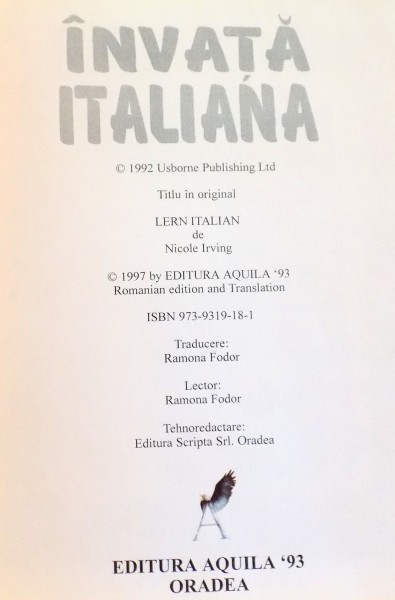 ÎNVAȚĂ
ITALIANA
© 1992 Usborne Publishing Ltd
Titlu în original
LERN ITALIAN
de
Nicole Irving
© 1997 by EDITURA AQUILA ‘93
Romanian edition and Translation
ISBN 973-9319-18-1
Traducere:
Ramona Fodor
Lector:
Ramona Fodor
Tehnoredactare:
Editura Scripta Srl. Oradea
A
EDITURA AQUILA ‘93
ORADEA